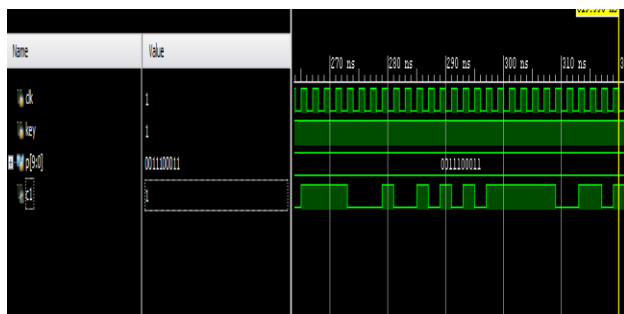 Name Value
270 ns 280 ns 290 ns 300 ns 310 ns 3
clk 1
key 1
p[9:0] 0011100011 0011100011
c1 1